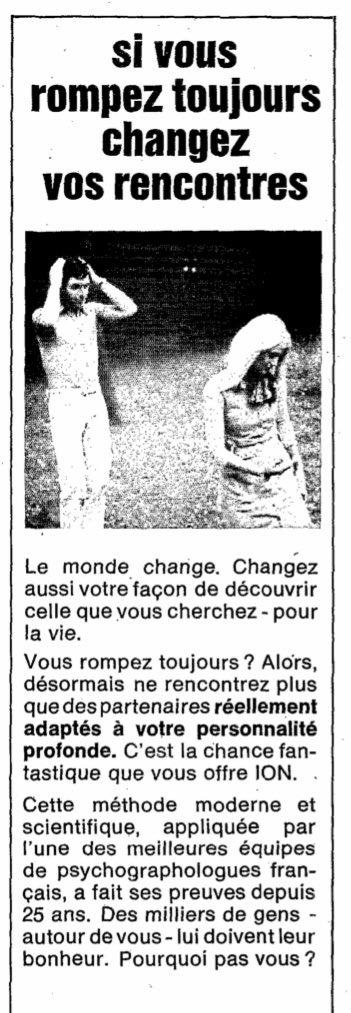 si vous
rompez toujours
changez
vos rencontres
Le monde change. Changez
aussi votre façon de découvrir
celle que vous cherchez - pour
la vie.
Vous rompez toujours ? Alors,
désormais ne rencontrez plus
que des partenaires réellement
adaptés à votre personnalité
profonde. C'est la chance fan-
tastique que vous offre ION.
Cette méthode moderne et
scientifique, appliquée par
l'une des meilleures équipes
de psychographologues fran-
çais, a fait ses preuves depuis
25 ans. Des milliers de gens -
autour de vous - lui doivent leur
bonheur. Pourquoi pas vous ?